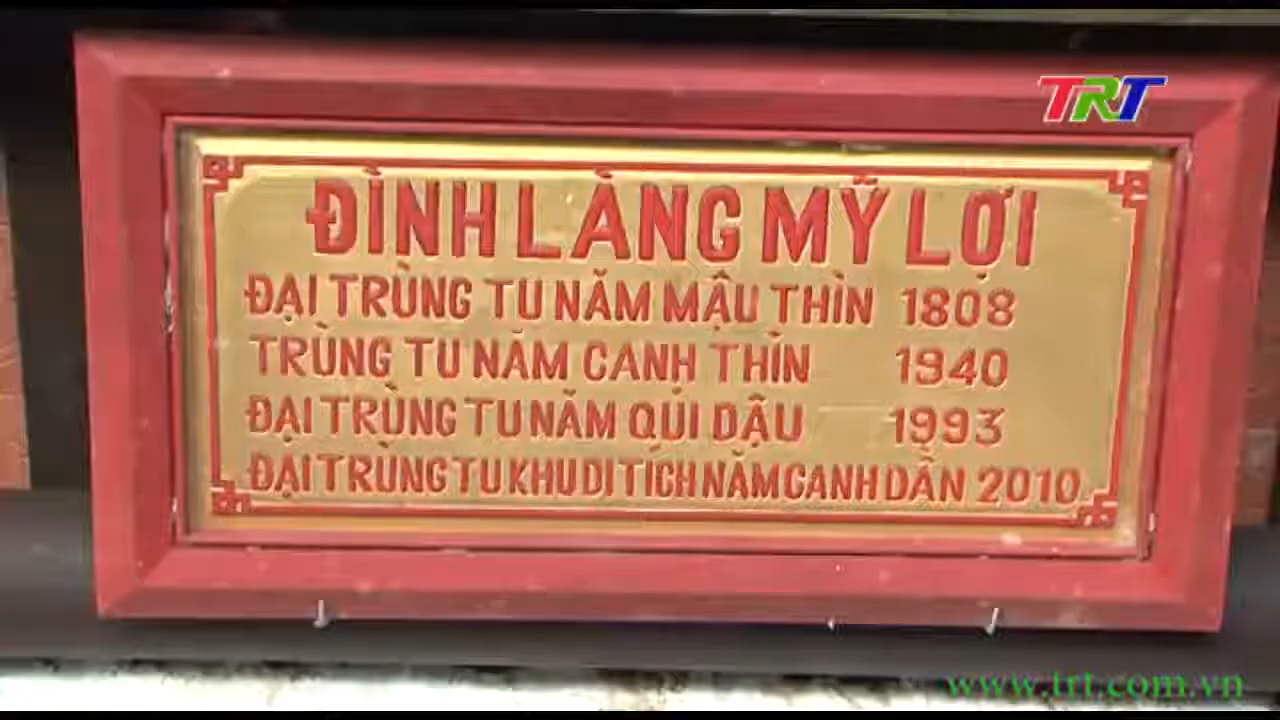 TRT
ĐÌNH LÀNG MỸ LỢI
ĐẠI TRÙNG TU NĂM MẬU THÌN 1808
TRÙNG TU NĂM CANH THÌN 1940
ĐẠI TRÙNG TU NĂM QÚI DẬU 1993
ĐẠI TRÙNG TU KHU DI TÍCH NĂM CANH DẦN 2010
www.trt.com.vn